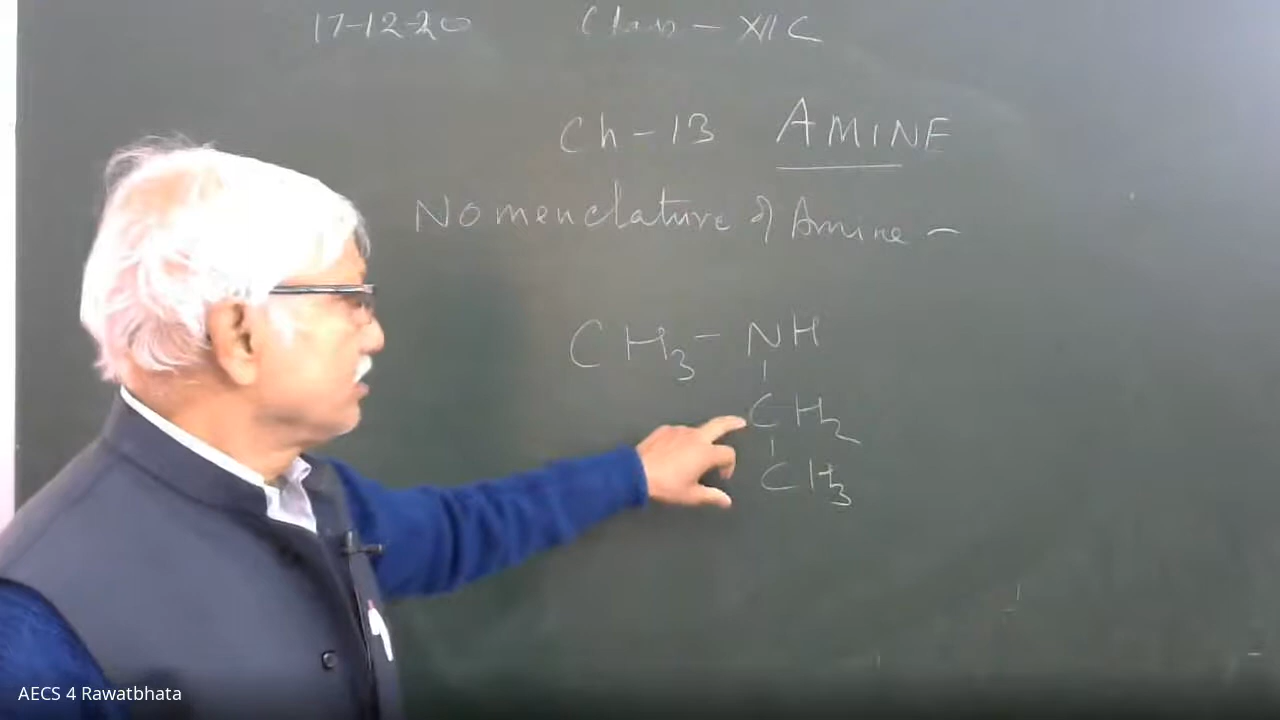 17-12-20 Class - XII C
Ch-13 AMINE
Nomenclature of Amine -
CH3 - NH
|
CH2
|
CH3
AECS 4 Rawatbhata